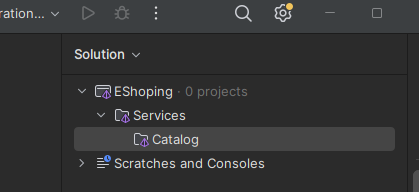 ration...
Solution
EShoping · 0 projects
Services
Catalog
Scratches and Consoles